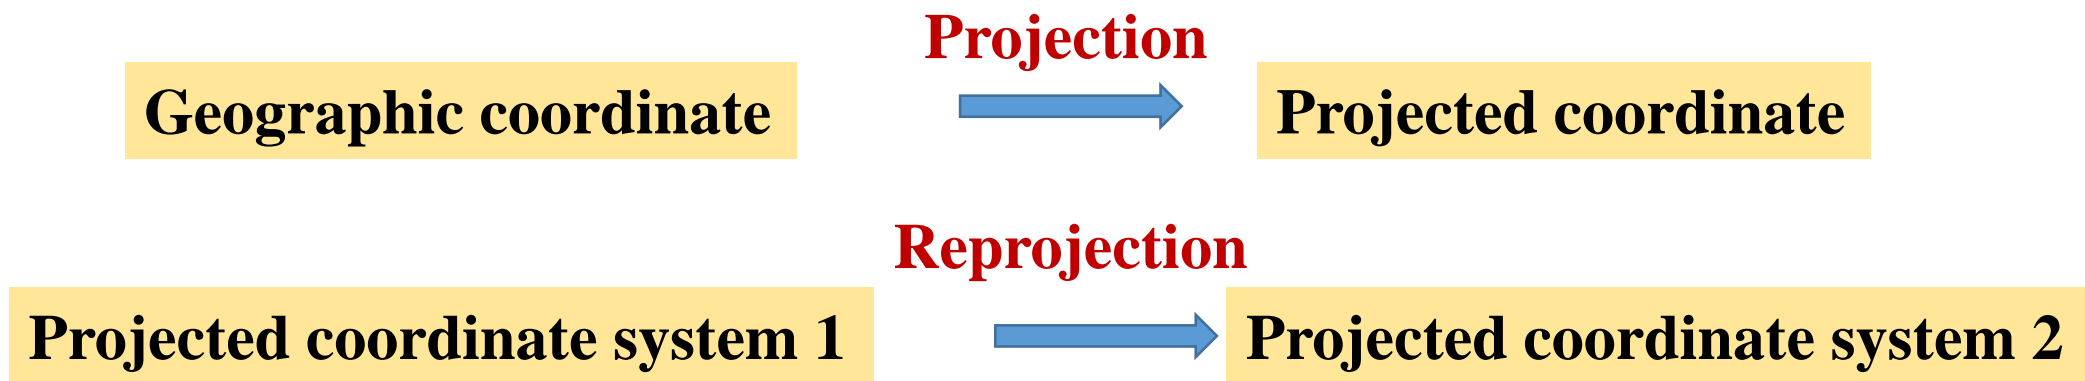 Projection
Geographic coordinate
Projected coordinate
Reprojection
Projected coordinate system 1
Projected coordinate system 2